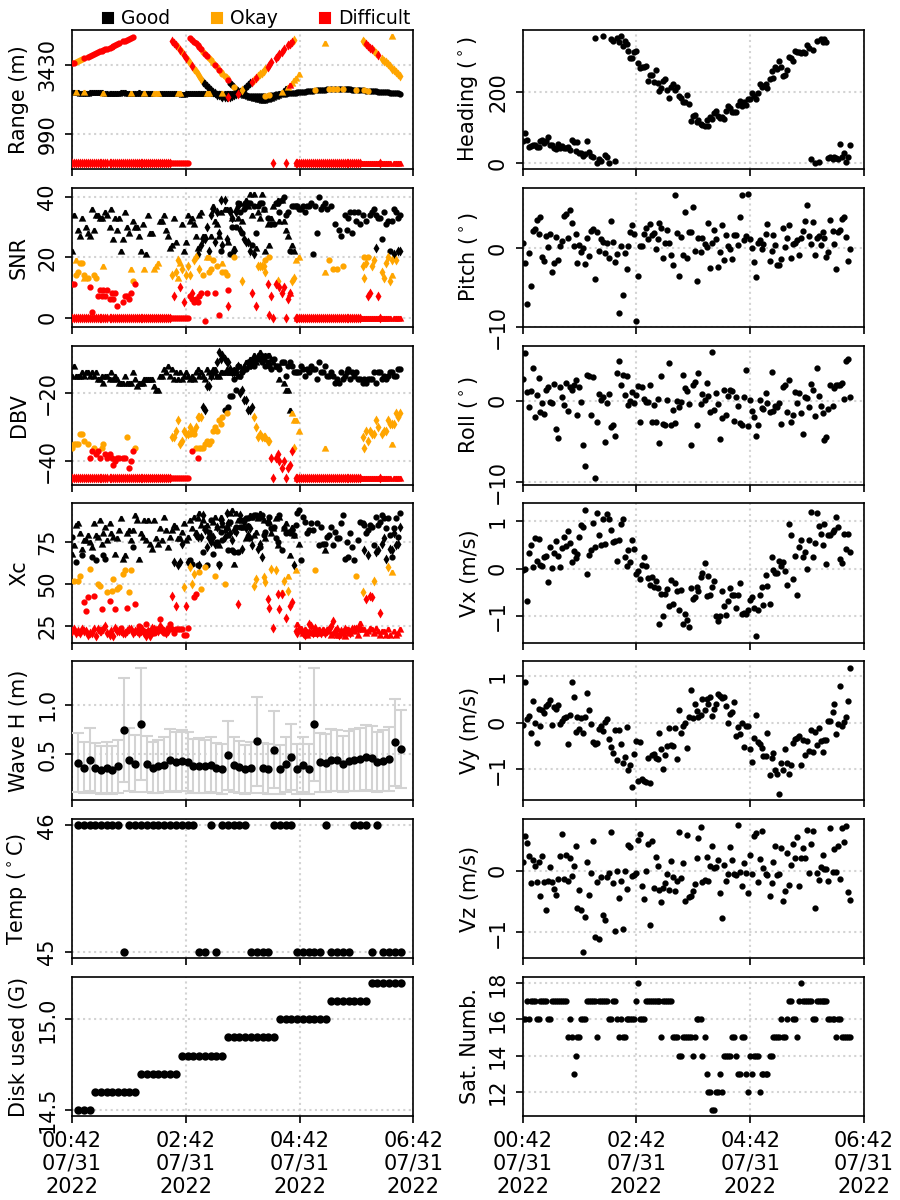 Good Okay Difficult
Range (m)
3430
990
Heading (°)
200
0
SNR
40
20
0
Pitch (°)
0
−10
DBV
−20
−40
Roll (°)
0
−10
Xc
75
50
25
Vx (m/s)
1
0
−1
Wave H (m)
1.0
0.5
Vy (m/s)
1
0
−1
Temp (°C)
46
45
Vz (m/s)
0
−1
Disk used (G)
15.0
14.5
Sat. Numb.
18
16
14
12
00:42 02:42 04:42 06:42 00:42 02:42 04:42 06:42
07/31 07/31 07/31 07/31 07/31 07/31 07/31 07/31
2022 2022 2022 2022 2022 2022 2022 2022